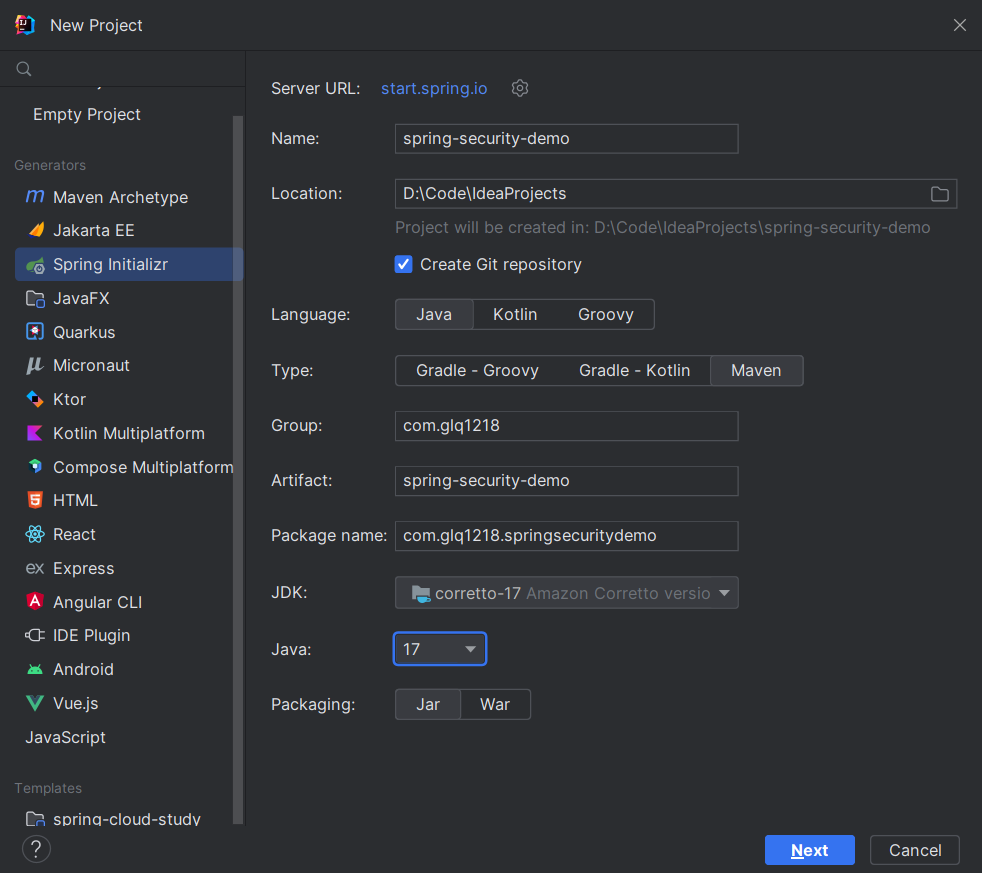 New Project
Empty Project
Generators
Maven Archetype
Jakarta EE
Spring Initializr
JavaFX
Quarkus
Micronaut
Ktor
Kotlin Multiplatform
Compose Multiplatform
HTML
React
Express
Angular CLI
IDE Plugin
Android
Vue.js
JavaScript
Templates
spring-cloud-study
Server URL: start.spring.io
Name: spring-security-demo
Location: D:\Code\IdeaProjects
Project will be created in: D:\Code\IdeaProjects\spring-security-demo
Create Git repository
Language: Java Kotlin Groovy
Type: Gradle - Groovy Gradle - Kotlin Maven
Group: com.glq1218
Artifact: spring-security-demo
Package name: com.glq1218.springsecuritydemo
JDK: corretto-17 Amazon Corretto versio
Java: 17
Packaging: Jar War
? Next Cancel